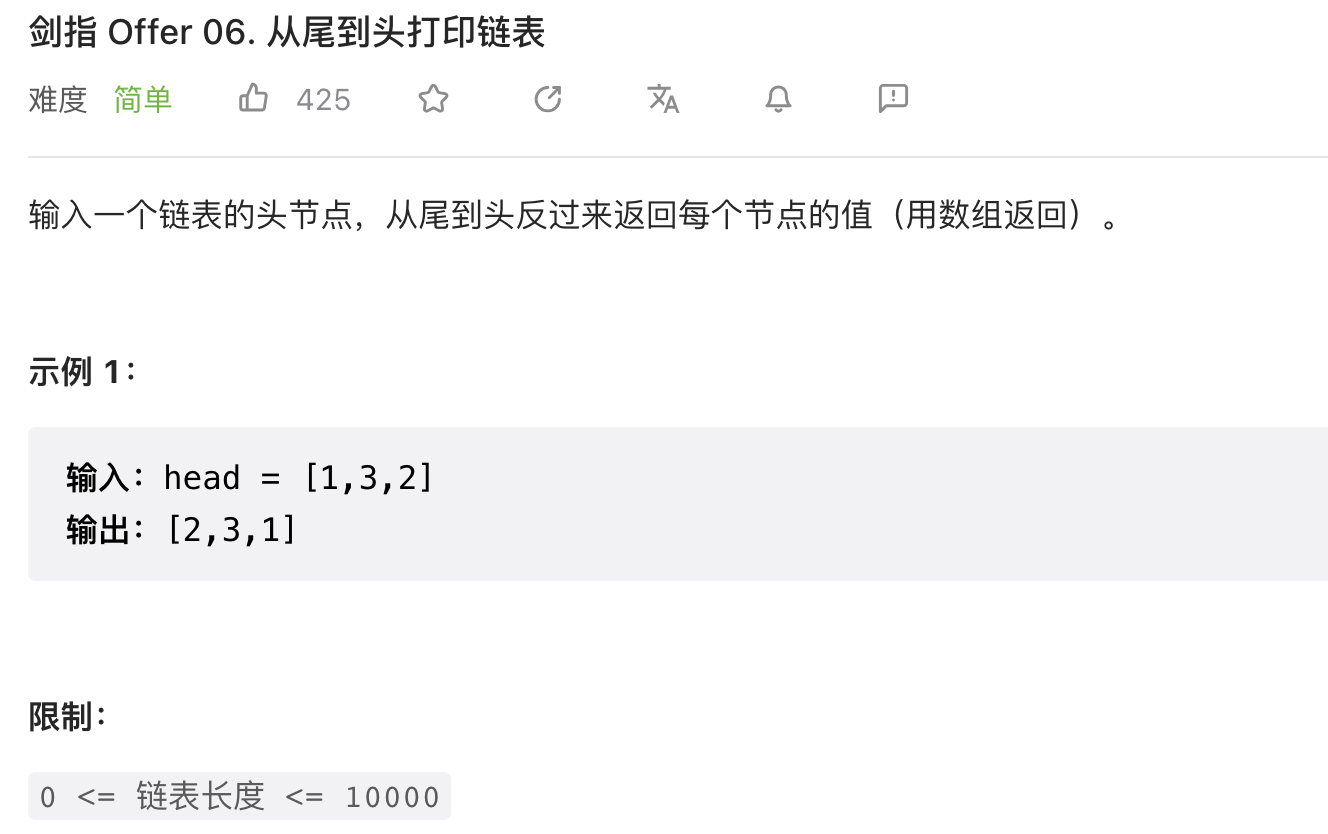 剑指 Offer 06. 从尾到头打印链表
难度 简单 425
输入一个链表的头节点，从尾到头反过来返回每个节点的值（用数组返回）。
示例 1：
输入：head = [1,3,2]
输出：[2,3,1]
限制：
0 <= 链表长度 <= 10000